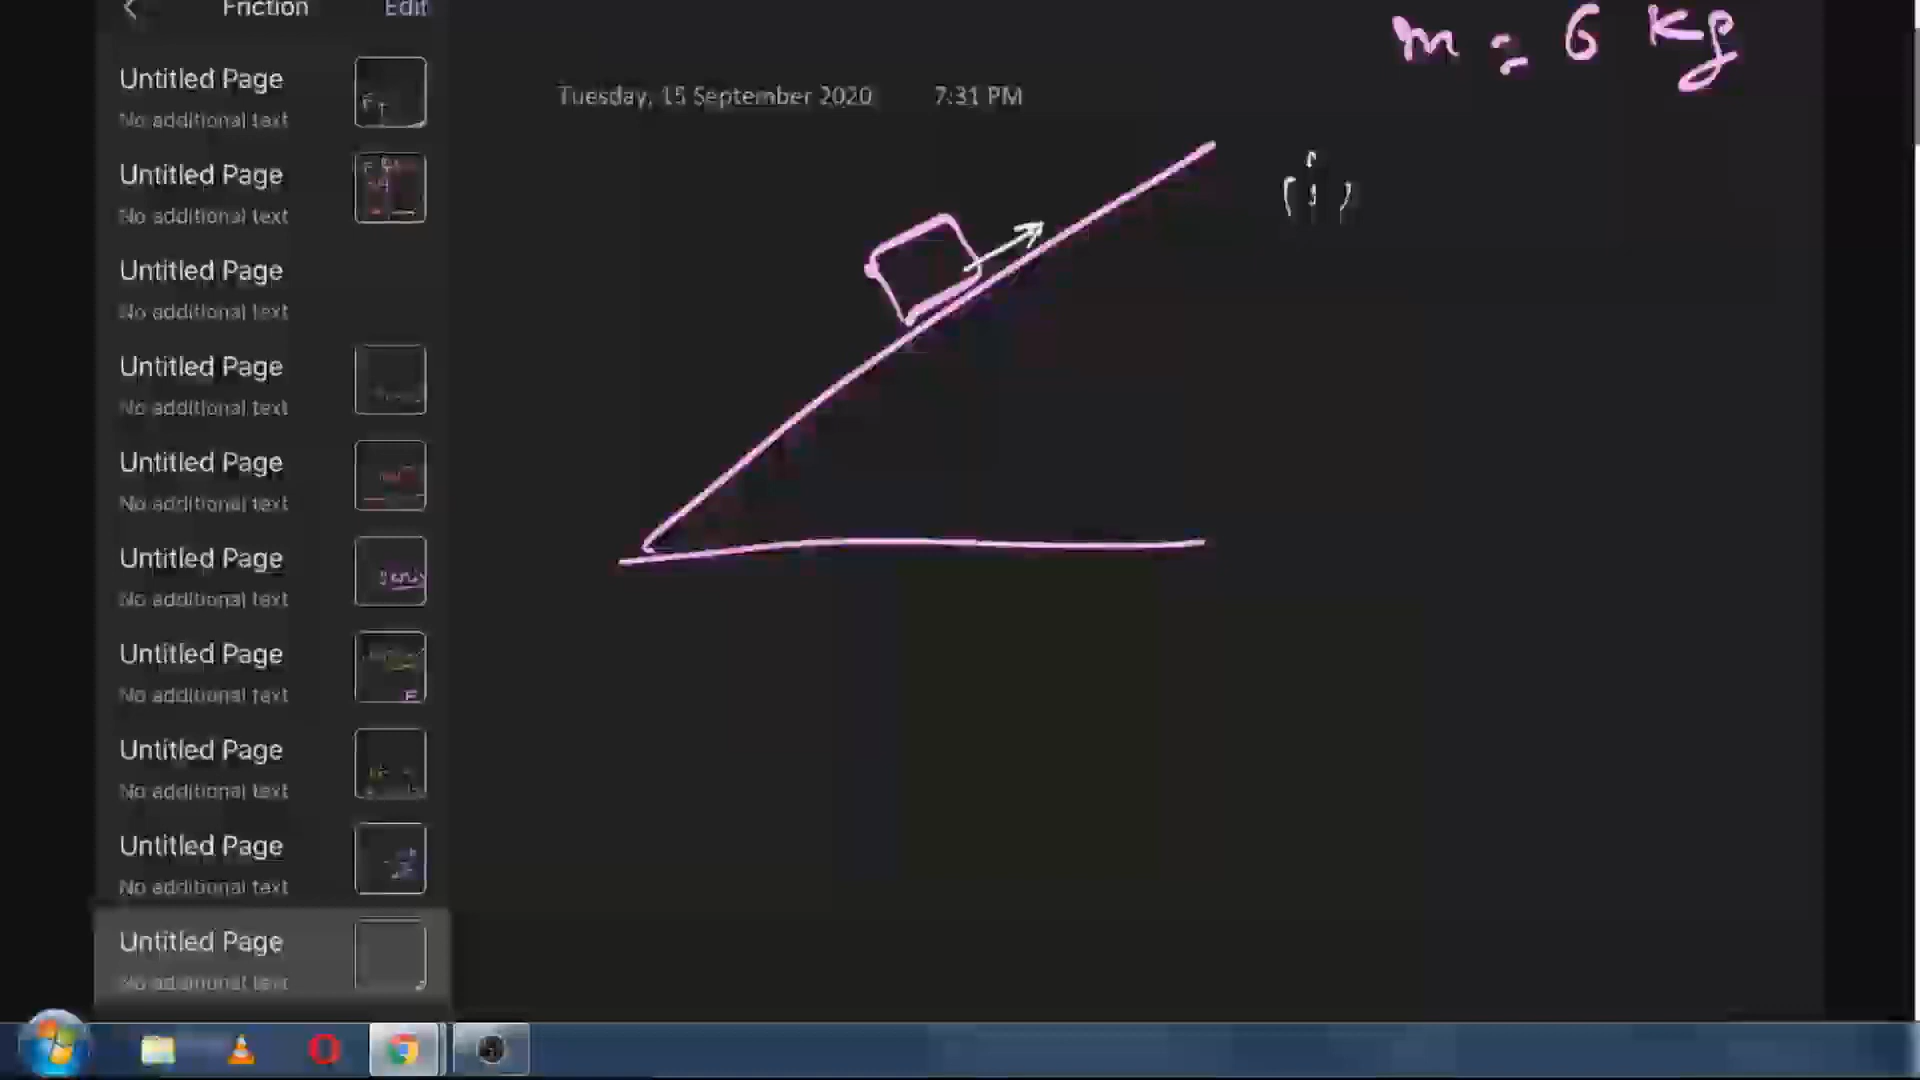 Friction Edit
m = 6 kg
Untitled Page
No additional text
Tuesday, 15 September 2020 7:31 PM
(i)
Untitled Page
No additional text
Untitled Page
No additional text
Untitled Page
No additional text
Untitled Page
No additional text
Untitled Page
No additional text
Untitled Page
No additional text
Untitled Page
No additional text
Untitled Page
No additional text
Untitled Page
No additional text